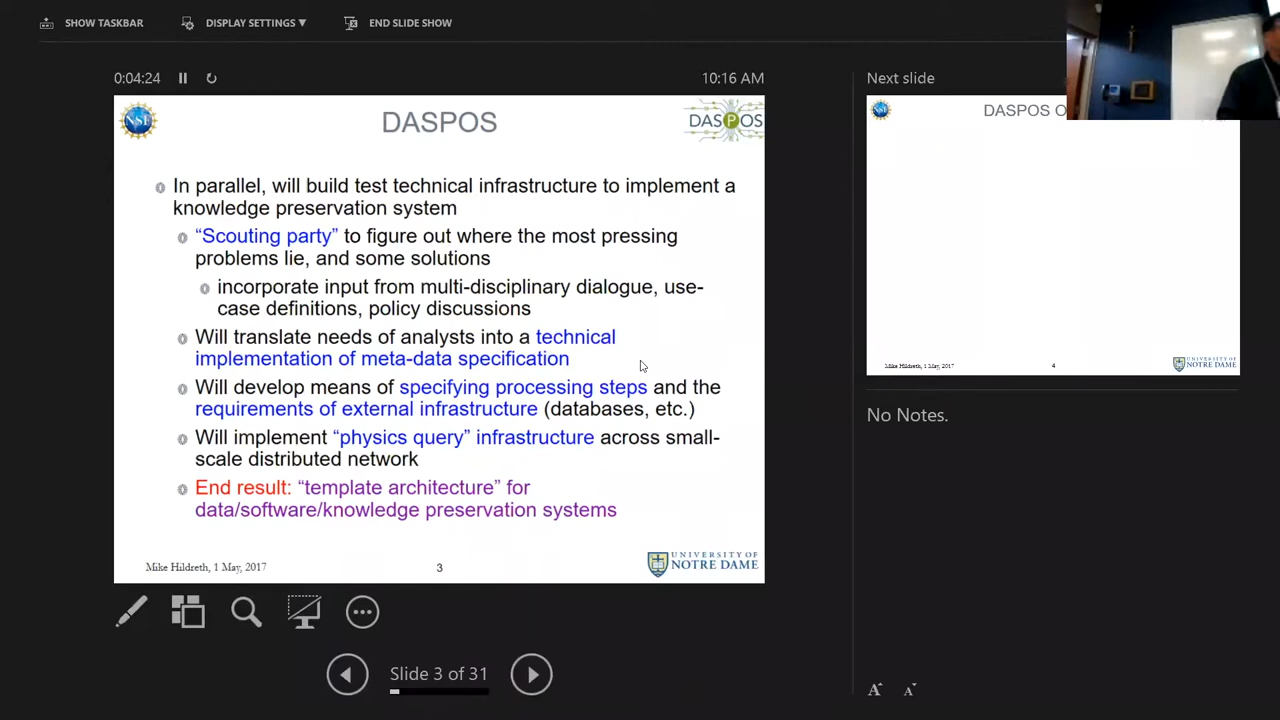 SHOW TASKBAR
DISPLAY SETTINGS ▼
END SLIDE SHOW
0:04:24
10:16 AM
NSF
DASPOS
DASPOS
In parallel, will build test technical infrastructure to implement a
knowledge preservation system
“Scouting party” to figure out where the most pressing
problems lie, and some solutions
incorporate input from multi-disciplinary dialogue, use-
case definitions, policy discussions
Will translate needs of analysts into a technical
implementation of meta-data specification
Will develop means of specifying processing steps and the
requirements of external infrastructure (databases, etc.)
Will implement “physics query” infrastructure across small-
scale distributed network
End result: “template architecture” for
data/software/knowledge preservation systems
Mike Hildreth, 1 May, 2017
3
UNIVERSITY OF
NOTRE DAME
Slide 3 of 31
Next slide
NSF
DASPOS O
Mike Hildreth, 1 May, 2017
4
UNIVERSITY OF
NOTRE DAME
No Notes.
A A